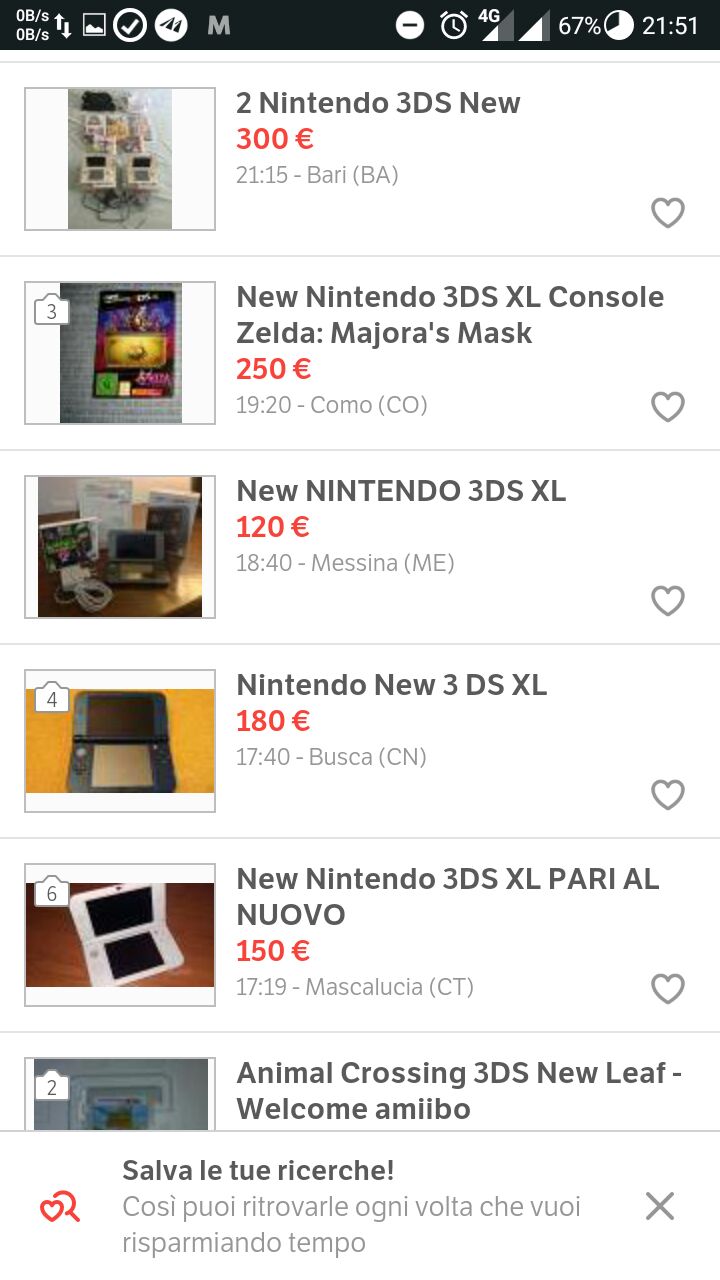 0B/s
0B/s
M
4G
67%
21:51
2 Nintendo 3DS New
300 €
21:15 - Bari (BA)
3
New Nintendo 3DS XL Console
Zelda: Majora's Mask
250 €
19:20 - Como (CO)
New NINTENDO 3DS XL
120 €
18:40 - Messina (ME)
4
Nintendo New 3 DS XL
180 €
17:40 - Busca (CN)
6
New Nintendo 3DS XL PARI AL
NUOVO
150 €
17:19 - Mascalucia (CT)
2
Animal Crossing 3DS New Leaf -
Welcome amiibo
Salva le tue ricerche!
Così puoi ritrovarle ogni volta che vuoi
risparmiando tempo